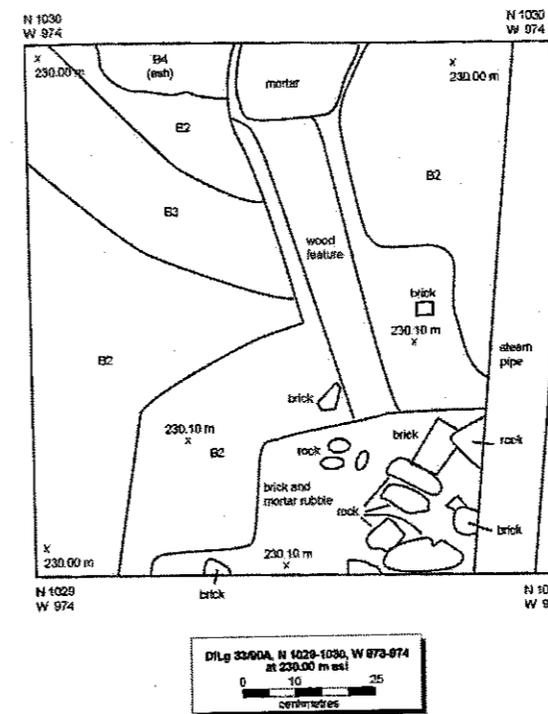 N 1030
W 974
N 1030
W 974
B4
(ash)
mortar
x
230.00 m
x
230.00 m
B2
B2
B3
wood
feature
brick
230.10 m
x
steam
pipe
B2
brick
230.10 m
x
B2
rock
brick
rock
brick and
mortar rubble
rock
brick
x
230.00 m
230.10 m
x
brick
N 1029
W 974
DlLg 33/90A, N 1029-1030, W 973-974
at 230.00 m asl
0 10 25
centimetres